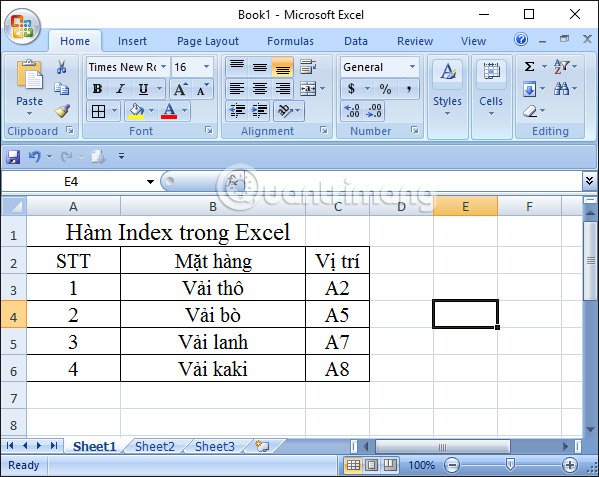 Book1 - Microsoft Excel
Home Insert Page Layout Formulas Data Review View
Times New Ro 16 General
Paste B I U A A $ % , Styles Cells Σ
Clipboard Font Alignment Number Editing
E4 fx
Quantrimang
A B C D E F
1 Hàm Index trong Excel
2 STT Mặt hàng Vị trí
3 1 Vải thô A2
4 2 Vải bò A5
5 3 Vải lanh A7
6 4 Vải kaki A8
7
8
Sheet1 Sheet2 Sheet3
Ready 100%